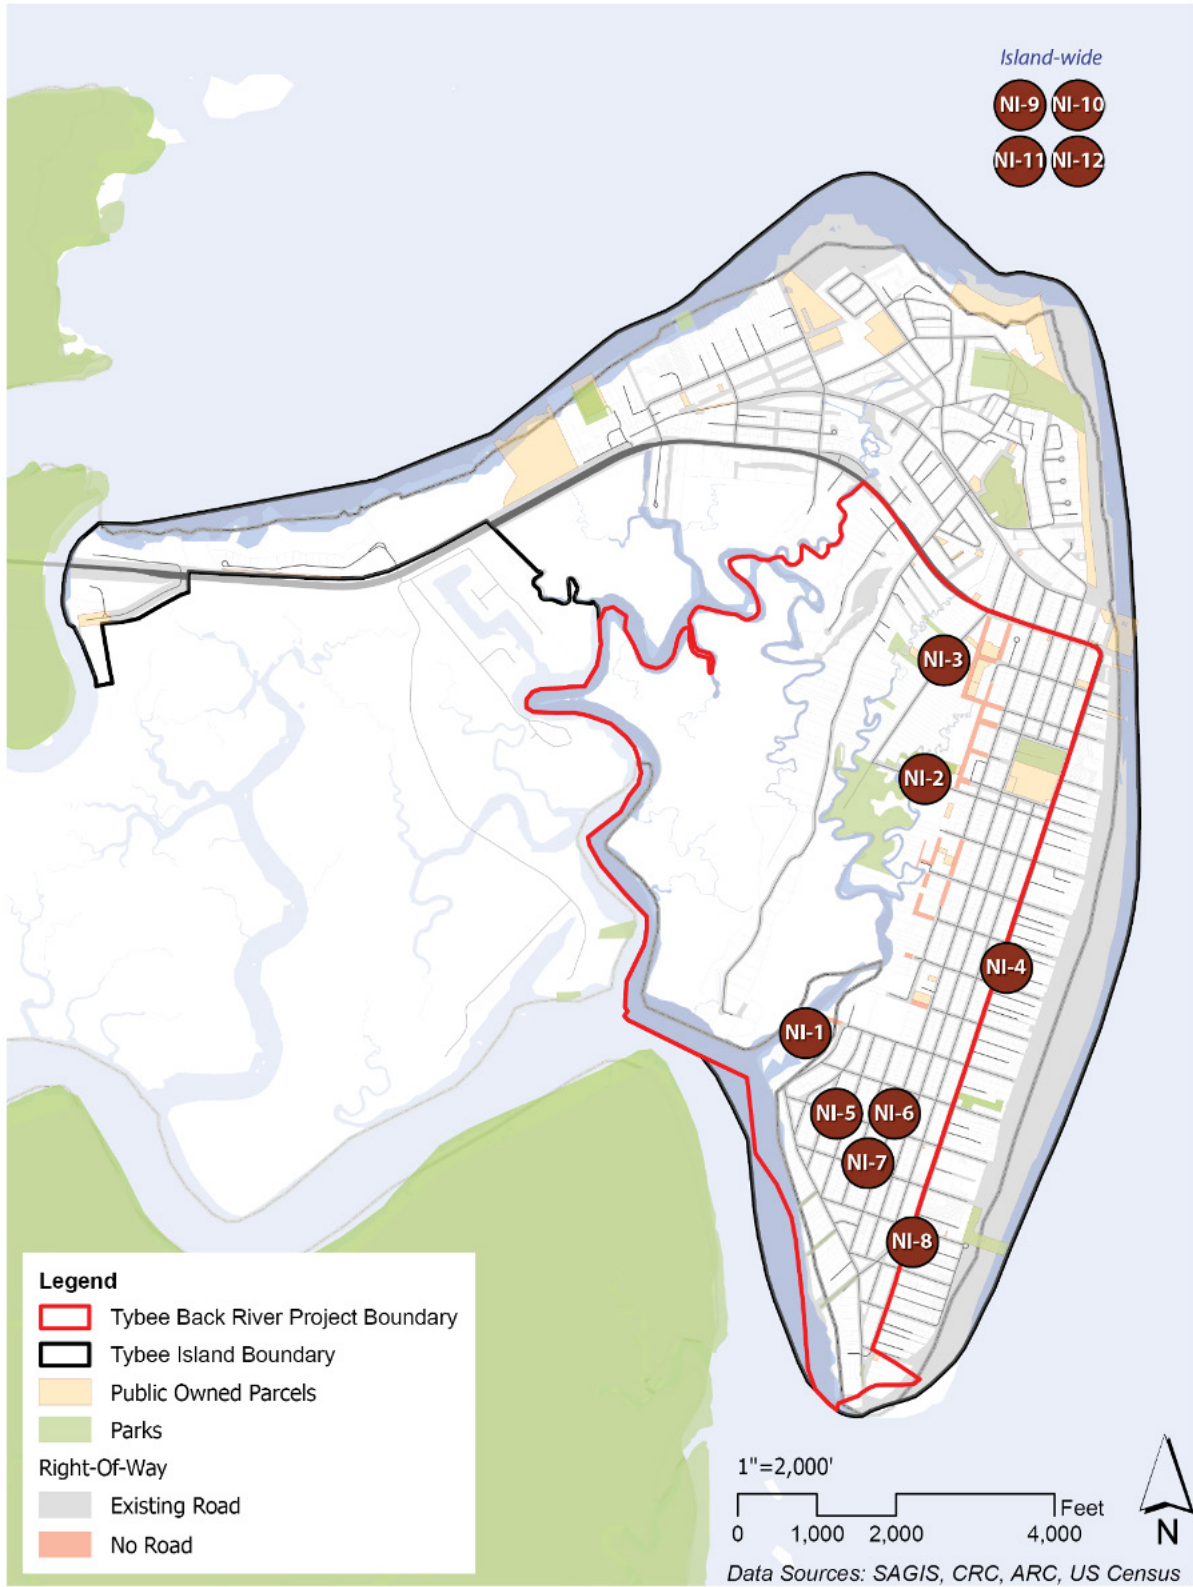 Island-wide
NI-9 NI-10
NI-11 NI-12
NI-3
NI-2
NI-4
NI-1
NI-5 NI-6
NI-7
NI-8
Legend
Tybee Back River Project Boundary
Tybee Island Boundary
Public Owned Parcels
Parks
Right-Of-Way
Existing Road
No Road
1"=2,000'
Feet
0 1,000 2,000 4,000
N
Data Sources: SAGIS, CRC, ARC, US Census